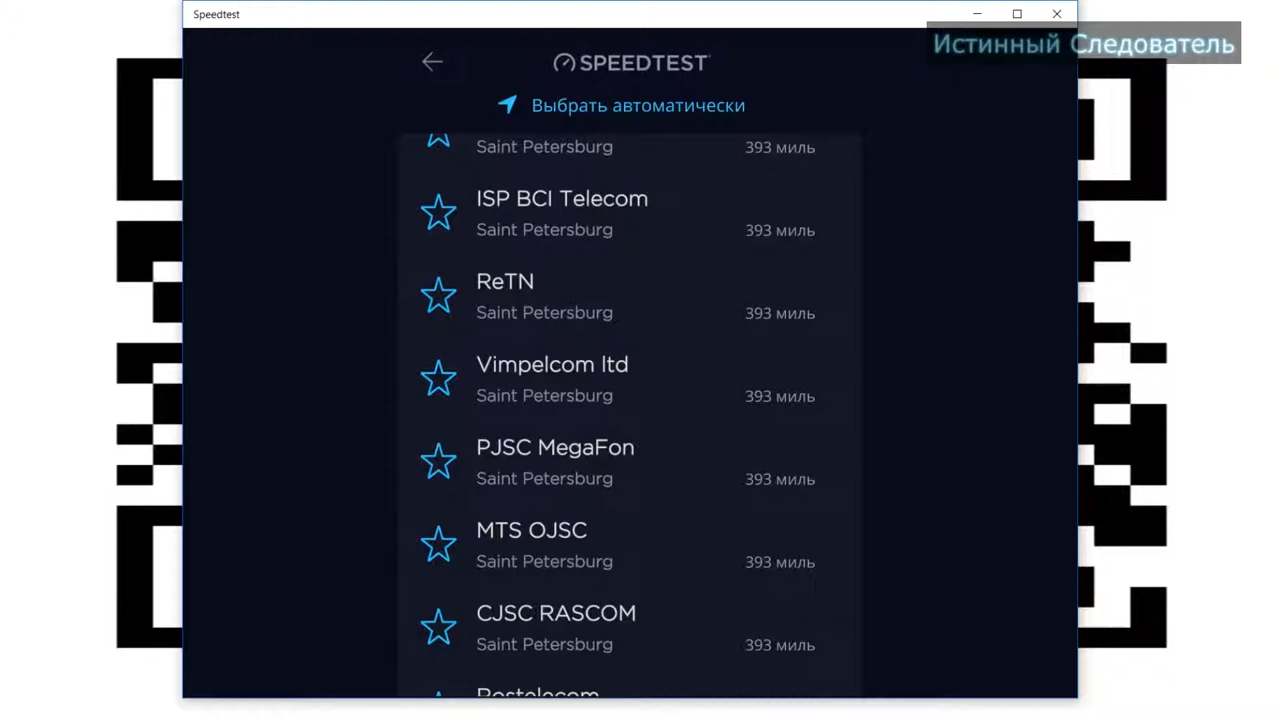 Speedtest
Истинный Следователь
SPEEDTEST
Выбрать автоматически
Saint Petersburg 393 миль
ISP BCI Telecom
Saint Petersburg 393 миль
ReTN
Saint Petersburg 393 миль
Vimpelcom ltd
Saint Petersburg 393 миль
PJSC MegaFon
Saint Petersburg 393 миль
MTS OJSC
Saint Petersburg 393 миль
CJSC RASCOM
Saint Petersburg 393 миль
Rostelecom